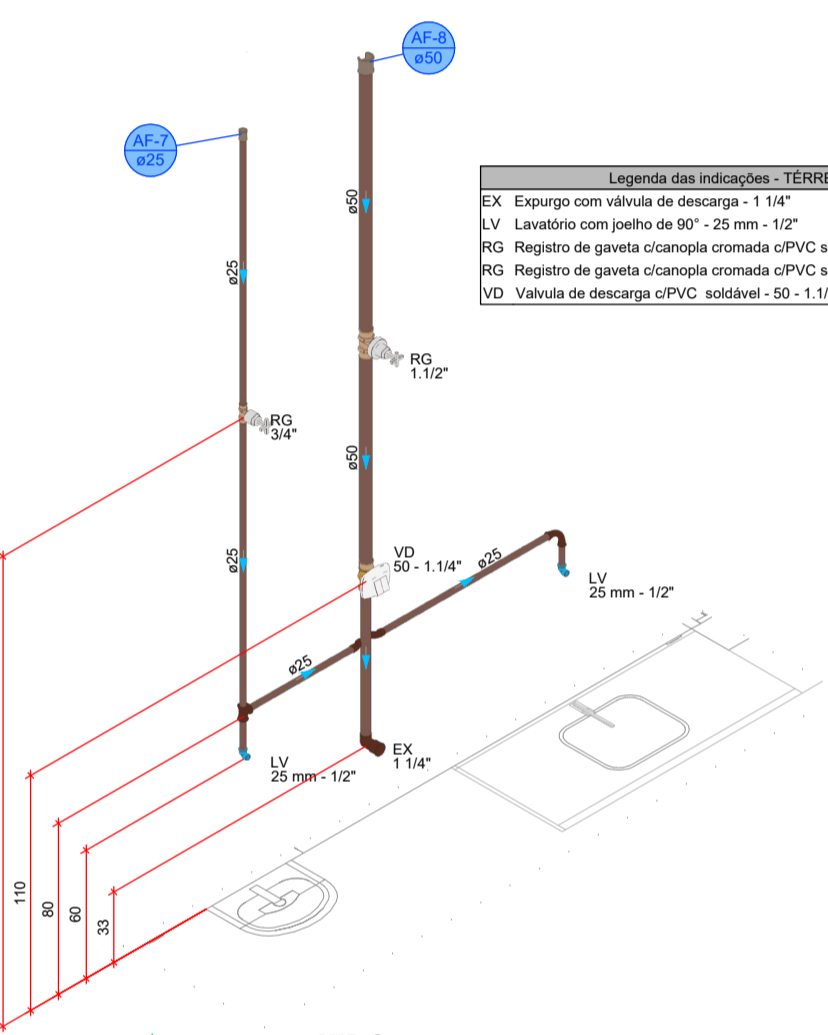 AF-8
ø50
AF-7
ø25
Legenda das indicações - TÉRRE
EX Expurgo com válvula de descarga - 1 1/4"
LV Lavatório com joelho de 90° - 25 mm - 1/2"
RG Registro de gaveta c/canopla cromada c/PVC s
RG Registro de gaveta c/canopla cromada c/PVC s
VD Valvula de descarga c/PVC soldável - 50 - 1.1/
ø50
ø25
RG
1.1/2"
RG
3/4"
ø50
ø25
VD
50 - 1.1/4"
ø25
LV
25 mm - 1/2"
ø25
EX
1 1/4"
LV
25 mm - 1/2"
110
80
60
33